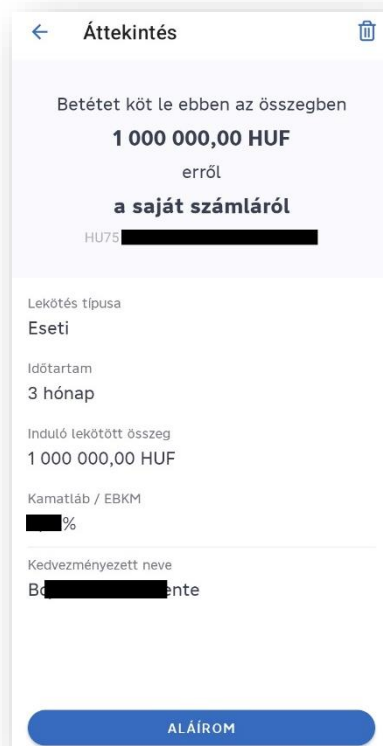 Áttekintés
Betétet köt le ebben az összegben
1 000 000,00 HUF
erről
a saját számláról
HU75
Lekötés típusa
Eseti
Időtartam
3 hónap
Induló lekötött összeg
1 000 000,00 HUF
Kamatláb / EBKM
%
Kedvezményezett neve
ALÁÍROM